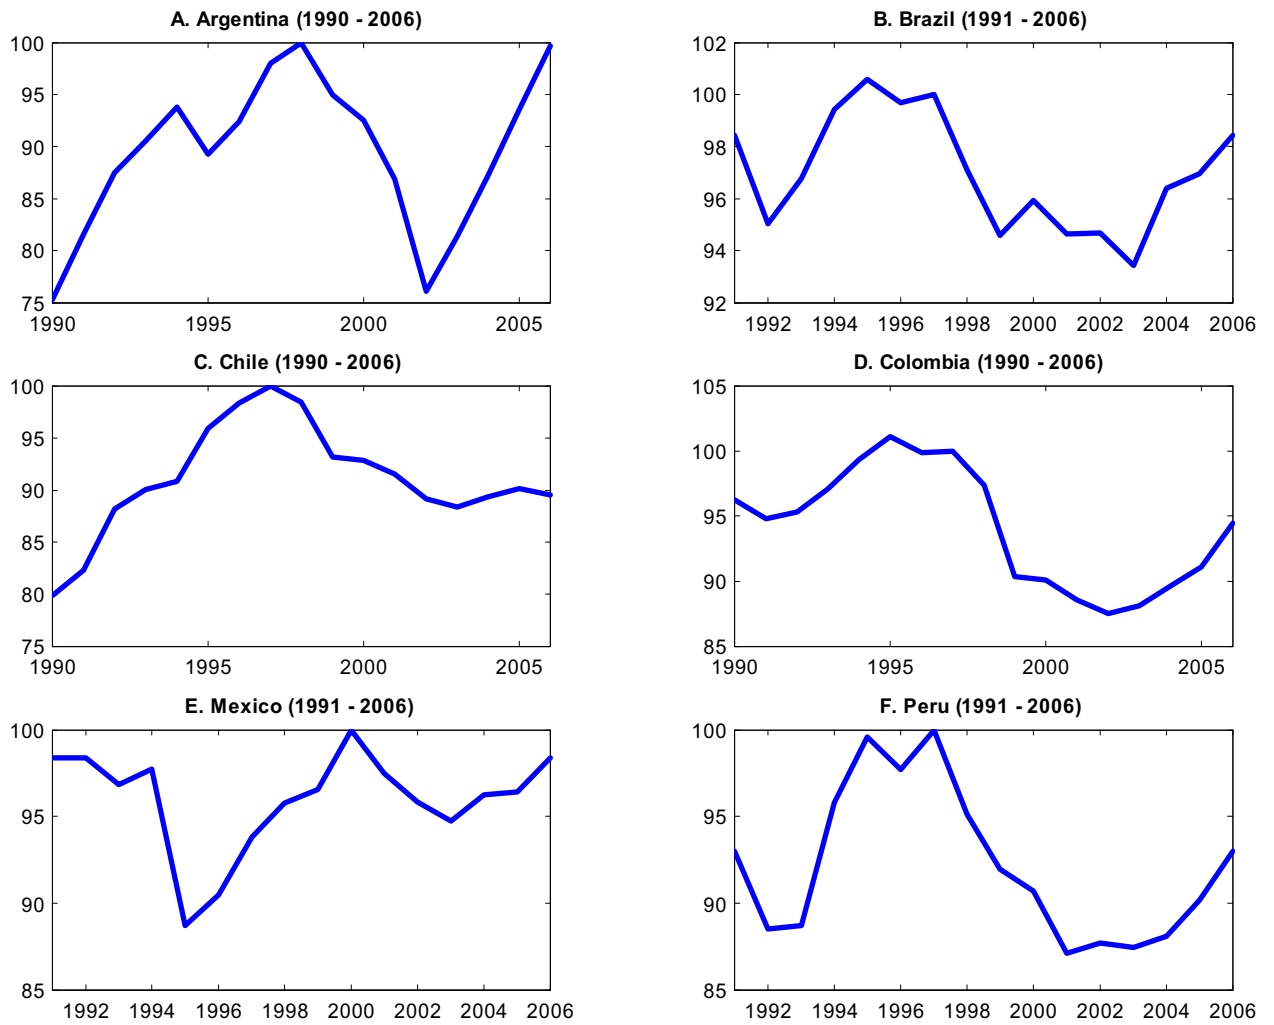 A. Argentina (1990 - 2006)
100
95
90
85
80
75
1990 1995 2000 2005
B. Brazil (1991 - 2006)
102
100
98
96
94
92
1992 1994 1996 1998 2000 2002 2004 2006
C. Chile (1990 - 2006)
100
95
90
85
80
75
1990 1995 2000 2005
D. Colombia (1990 - 2006)
105
100
95
90
85
1990 1995 2000 2005
E. Mexico (1991 - 2006)
100
95
90
85
1992 1994 1996 1998 2000 2002 2004 2006
F. Peru (1991 - 2006)
100
95
90
85
1992 1994 1996 1998 2000 2002 2004 2006